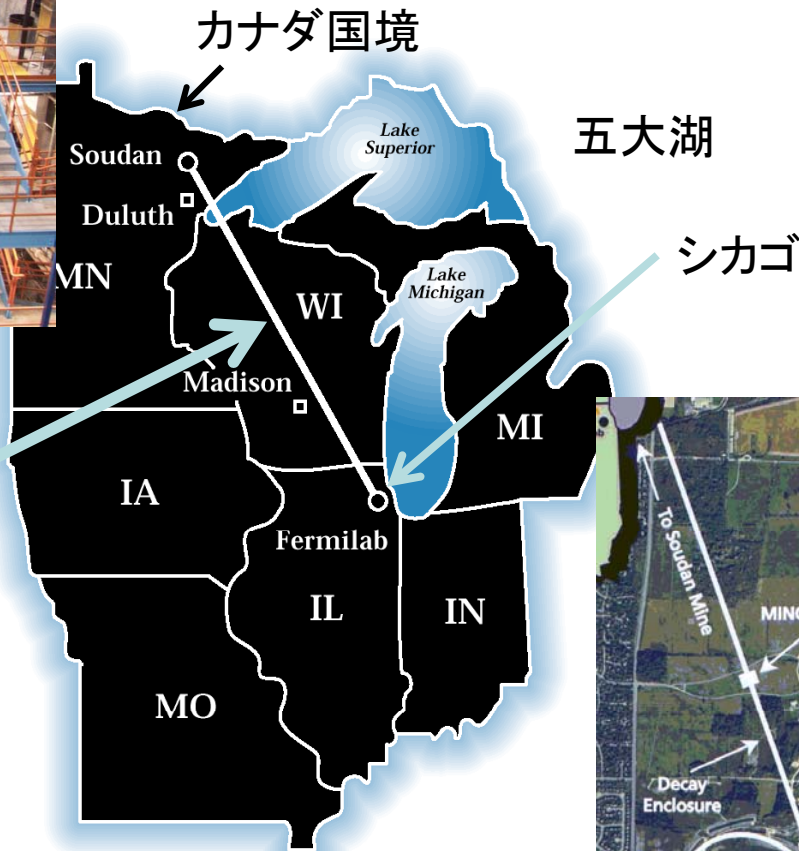 カナダ国境
Lake
Superior
五大湖
Soudan
Duluth
シカゴ
MN
Lake
Michigan
WI
Madison
MI
IA
To Soudan Mine
Fermilab
IL
IN
MO
Decay
Enclosure